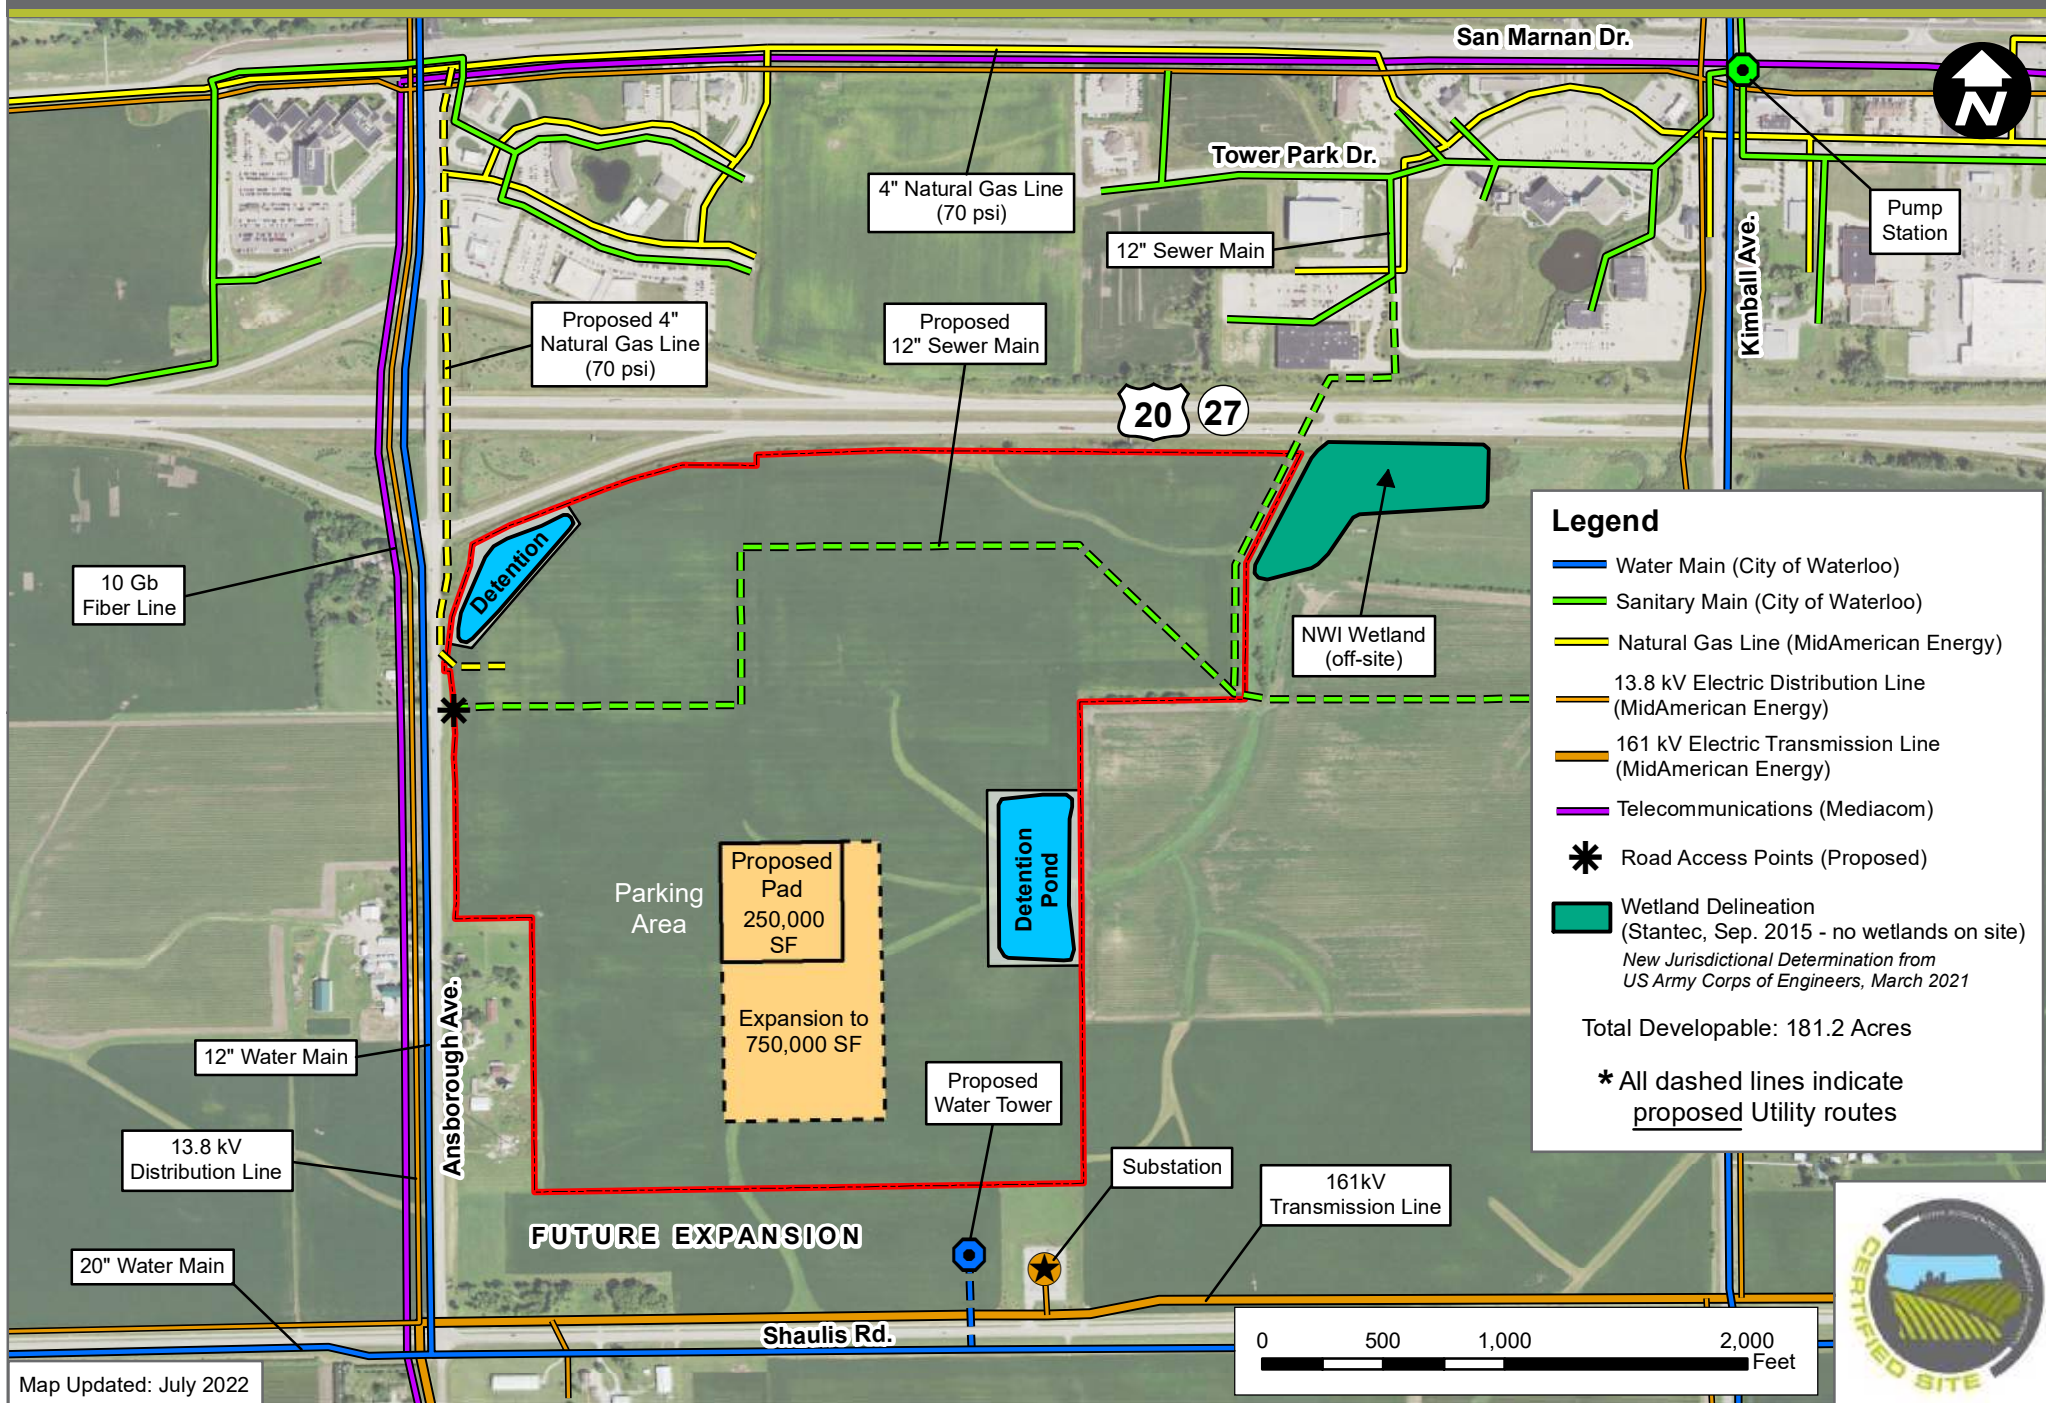 San Marnan Dr.
N
Tower Park Dr.
4" Natural Gas Line
(70 psi)
12" Sewer Main
Pump
Station
Kimball Ave.
Proposed 4"
Natural Gas Line
(70 psi)
Proposed
12" Sewer Main
20
27
10 Gb
Fiber Line
Detention
NWI Wetland
(off-site)
Legend
Water Main (City of Waterloo)
Sanitary Main (City of Waterloo)
Natural Gas Line (MidAmerican Energy)
13.8 kV Electric Distribution Line
(MidAmerican Energy)
161 kV Electric Transmission Line
(MidAmerican Energy)
Telecommunications (Mediacom)
Road Access Points (Proposed)
Wetland Delineation
(Stantec, Sep. 2015 - no wetlands on site)
New Jurisdictional Determination from
US Army Corps of Engineers, March 2021
Total Developable: 181.2 Acres
* All dashed lines indicate
proposed Utility routes
Parking
Area
Proposed
Pad
250,000
SF
Expansion to
750,000 SF
Detention
Pond
12" Water Main
Ansborough Ave.
Proposed
Water Tower
13.8 kV
Distribution Line
Substation
161kV
Transmission Line
FUTURE EXPANSION
20" Water Main
Shaulis Rd.
0 500 1,000 2,000
Feet
Map Updated: July 2022
CERTIFIED SITE